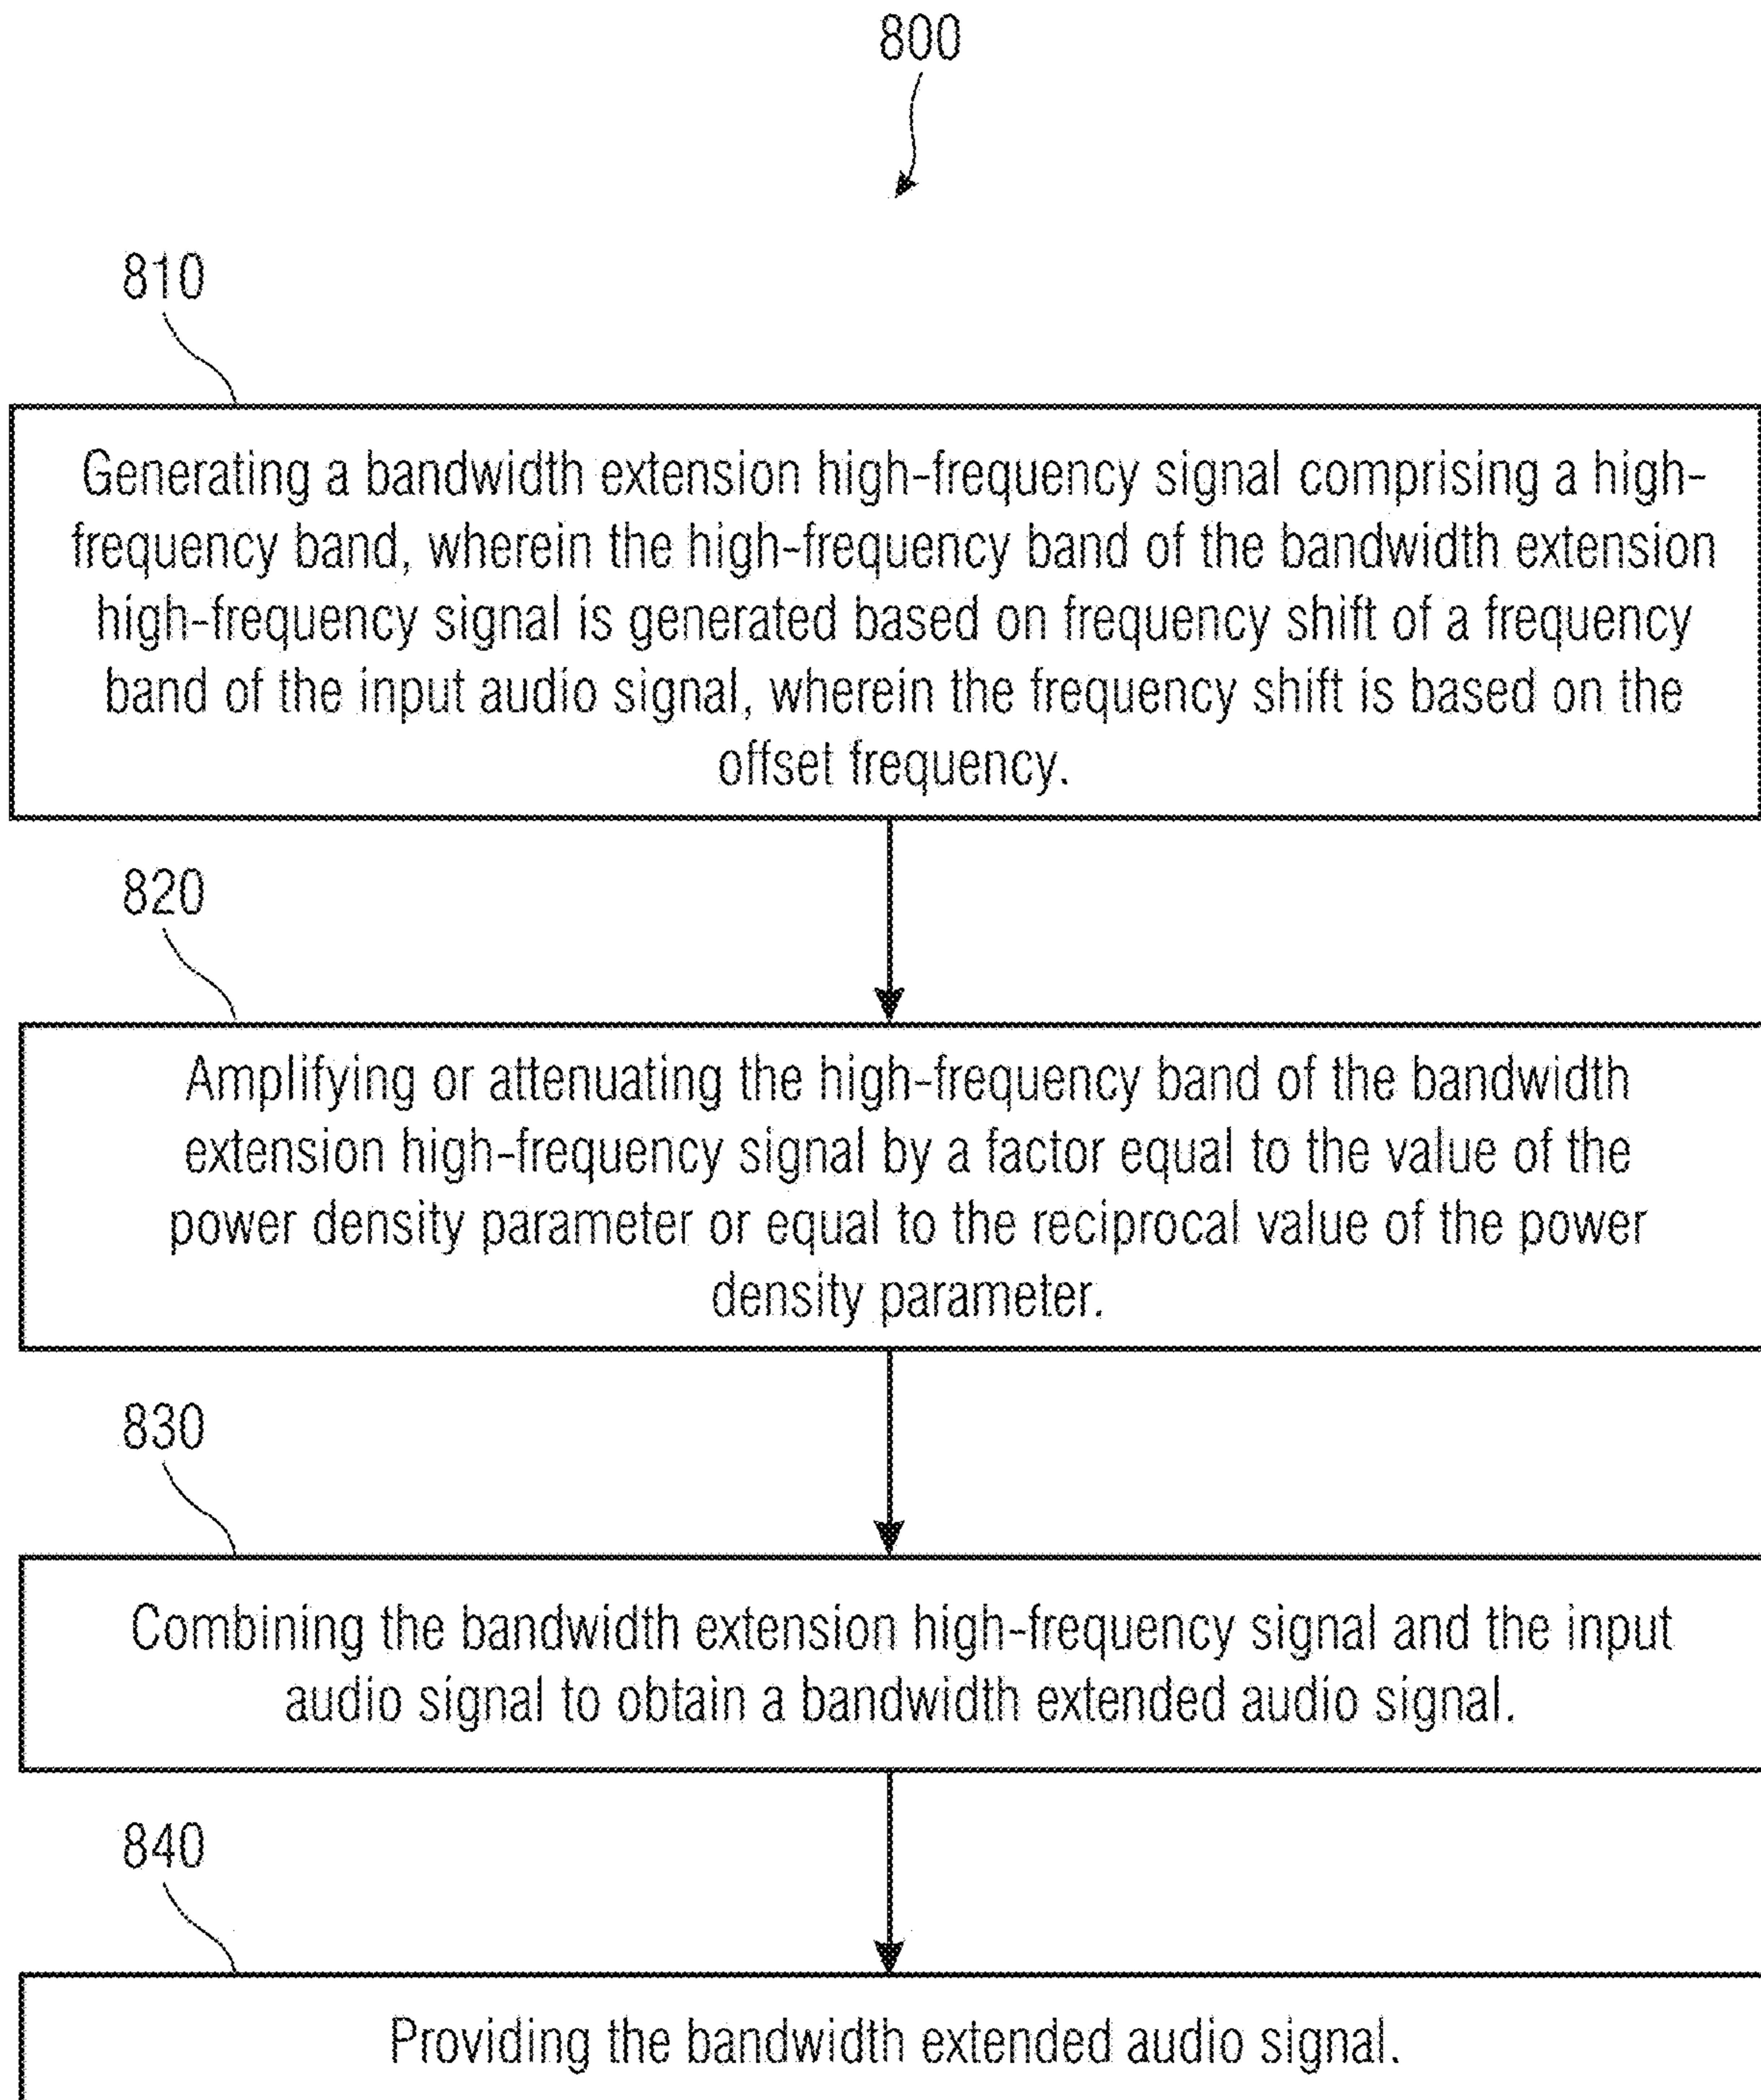 800
810
Generating a bandwidth extension high-frequency signal comprising a high-
frequency band, wherein the high-frequency band of the bandwidth extension
high-frequency signal is generated based on frequency shift of a frequency
band of the input audio signal, wherein the frequency shift is based on the
offset frequency.
820
Amplifying or attenuating the high-frequency band of the bandwidth
extension high-frequency signal by a factor equal to the value of the
power density parameter or equal to the reciprocal value of the power
density parameter.
830
Combining the bandwidth extension high-frequency signal and the input
audio signal to obtain a bandwidth extended audio signal.
840
Providing the bandwidth extended audio signal.